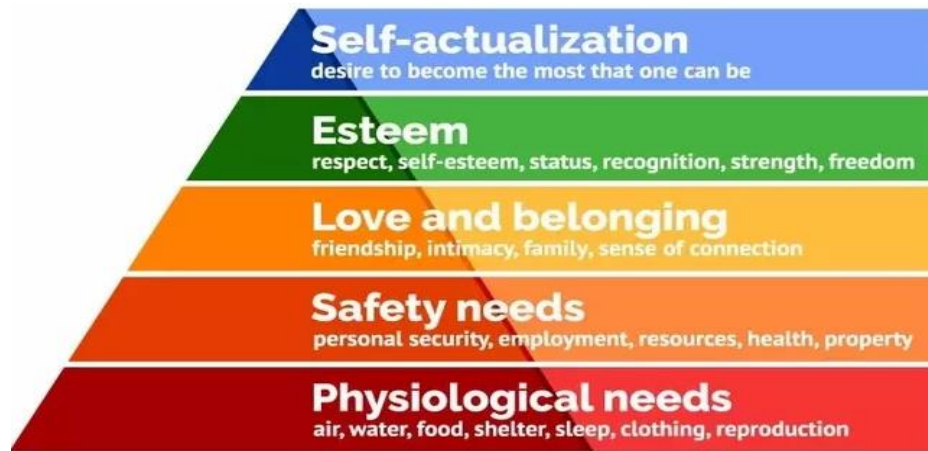 Self-actualization
desire to become the most that one can be
Esteem
respect, self-esteem, status, recognition, strength, freedom
Love and belonging
friendship, intimacy, family, sense of connection
Safety needs
personal security, employment, resources, health, property
Physiological needs
air, water, food, shelter, sleep, clothing, reproduction